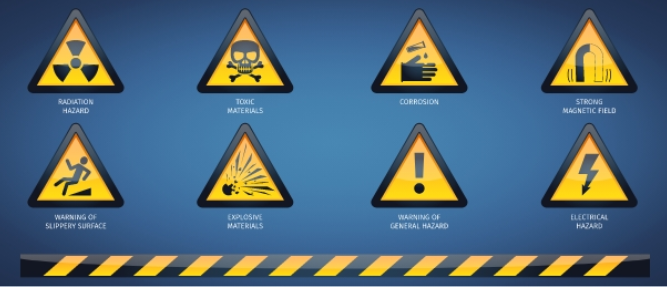 RADIATION
HAZARD
TOXIC
MATERIALS
CORROSION
STRONG
MAGNETIC FIELD
WARNING OF
SLIPPERY SURFACE
EXPLOSIVE
MATERIALS
WARNING OF
GENERAL HAZARD
ELECTRICAL
HAZARD